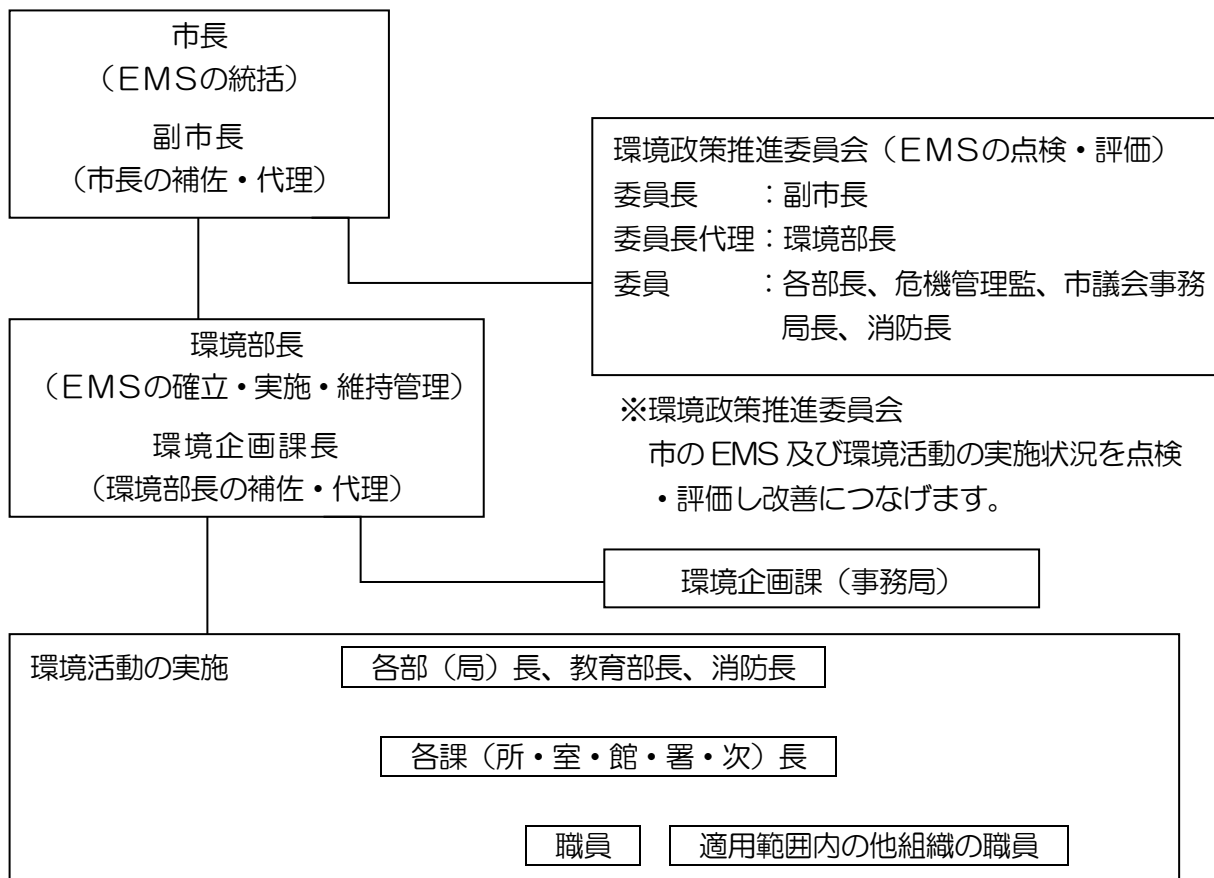 市長
(EMSの統括)
副市長
(市長の補佐・代理)
環境政策推進委員会(EMSの点検・評価)
委員長 :副市長
委員長代理:環境部長
委員 :各部長、危機管理監、市議会事務
局長、消防長
環境部長
(EMSの確立・実施・維持管理)
環境企画課長
(環境部長の補佐・代理)
※環境政策推進委員会
市の EMS 及び環境活動の実施状況を点検
・評価し改善につなげます。
環境企画課(事務局)
環境活動の実施 各部(局)長、教育部長、消防長
各課(所・室・館・署・次)長
職員 適用範囲内の他組織の職員